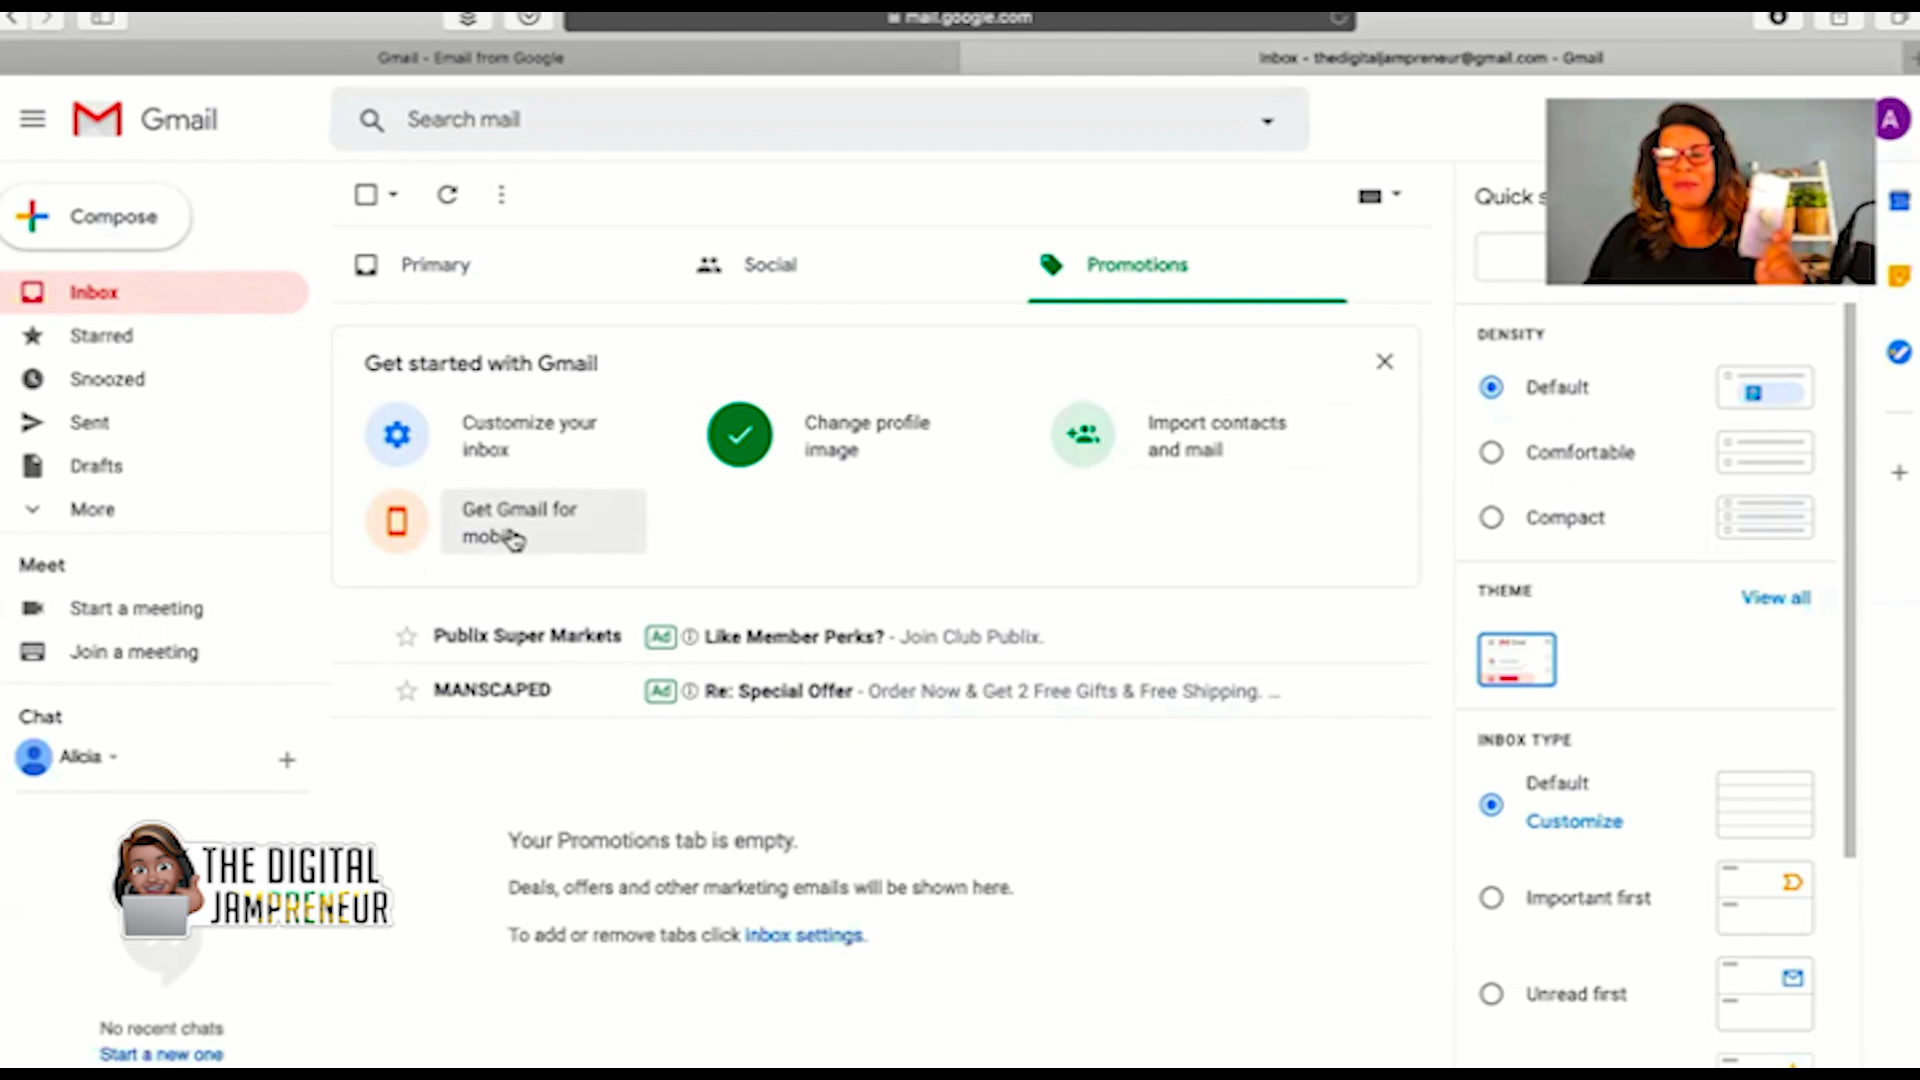 mail.google.com
Gmail - Email from Google
Inbox - thedigitaljampreneur@gmail.com - Gmail
Gmail
Search mail
A
Compose
Quick s
Primary
Social
Promotions
Inbox
Starred
Snoozed
Sent
Drafts
More
Get started with Gmail
Customize your
inbox
Change profile
image
Import contacts
and mail
Get Gmail for
mobile
DENSITY
Default
Comfortable
Compact
Meet
Start a meeting
Join a meeting
THEME
View all
Publix Super Markets Ad Like Member Perks? - Join Club Publix.
MANSCAPED Ad Re: Special Offer - Order Now & Get 2 Free Gifts & Free Shipping. ...
Chat
Alicia
INBOX TYPE
Default
Customize
Important first
Unread first
THE DIGITAL
JAMPRENEUR
Your Promotions tab is empty.
Deals, offers and other marketing emails will be shown here.
To add or remove tabs click inbox settings.
No recent chats
Start a new one